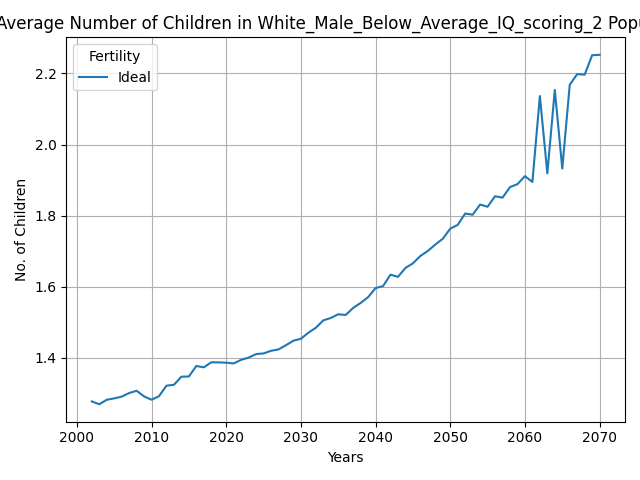 Average Number of Children in White_Male_Below_Average_IQ_scoring_2
Fertility
Ideal
No. of Children
2.2
2.0
1.8
1.6
1.4
2000 2010 2020 2030 2040 2050 2060 2070
Years